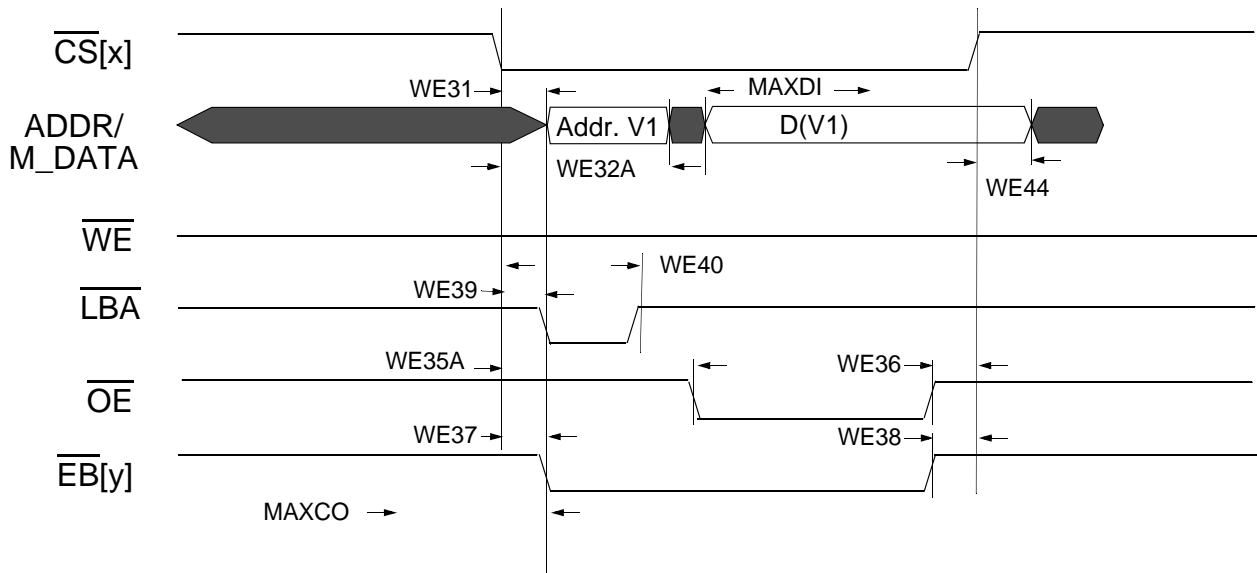 CS[x]
WE31
MAXDI
ADDR/
M_DATA
Addr. V1
D(V1)
WE32A
WE44
WE
WE40
WE39
LBA
WE35A
WE36
OE
WE37
WE38
EB[y]
MAXCO